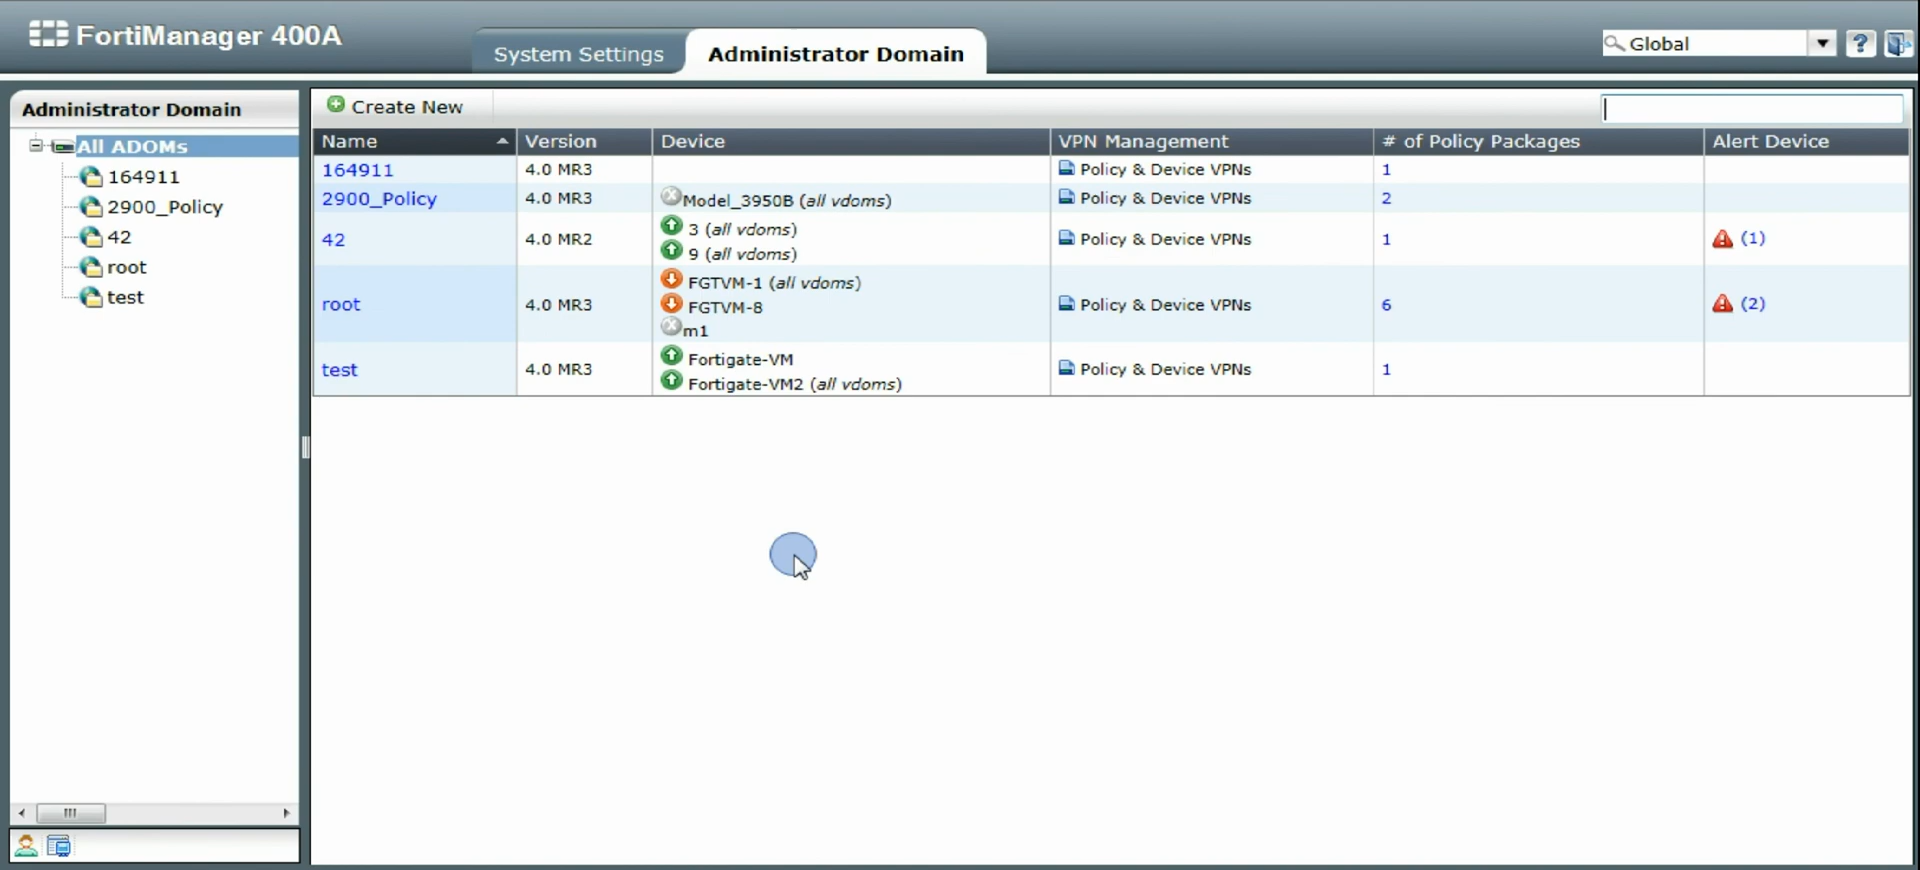 FortiManager 400A
System Settings
Administrator Domain
Global
?
Administrator Domain
All ADOMs
164911
2900_Policy
42
root
test
Create New
Name Version Device VPN Management # of Policy Packages Alert Device
164911 4.0 MR3 Policy & Device VPNs 1
2900_Policy 4.0 MR3 Model_3950B (all vdoms) Policy & Device VPNs 2
3 (all vdoms)
42 4.0 MR2 Policy & Device VPNs 1 (1)
9 (all vdoms)
FGTVM-1 (all vdoms)
root 4.0 MR3 FGTVM-8 Policy & Device VPNs 6 (2)
m1
Fortigate-VM
test 4.0 MR3 Policy & Device VPNs 1
Fortigate-VM2 (all vdoms)